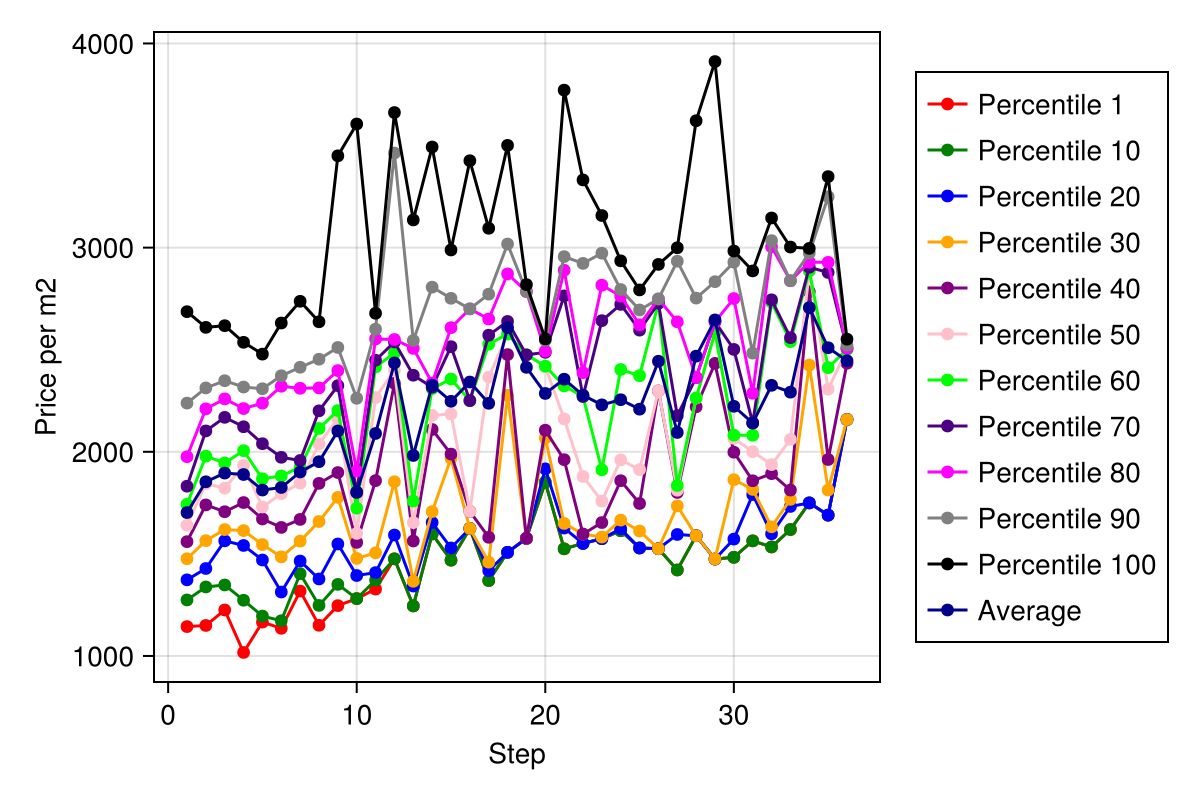 4000
3000
2000
1000
Price per m2
0 10 20 30
Step
Percentile 1
Percentile 10
Percentile 20
Percentile 30
Percentile 40
Percentile 50
Percentile 60
Percentile 70
Percentile 80
Percentile 90
Percentile 100
Average